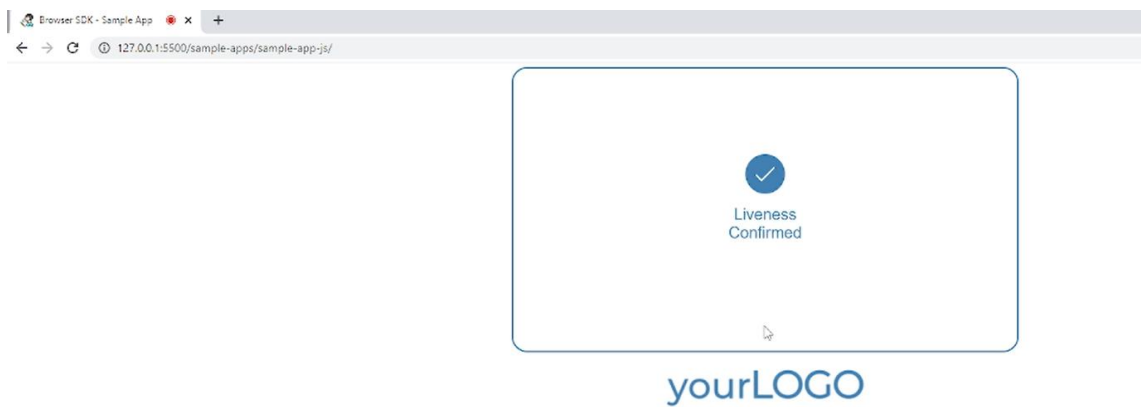 Browser SDK - Sample App
127.0.0.1:5500/sample-apps/sample-app-js/
Liveness
Confirmed
yourLOGO